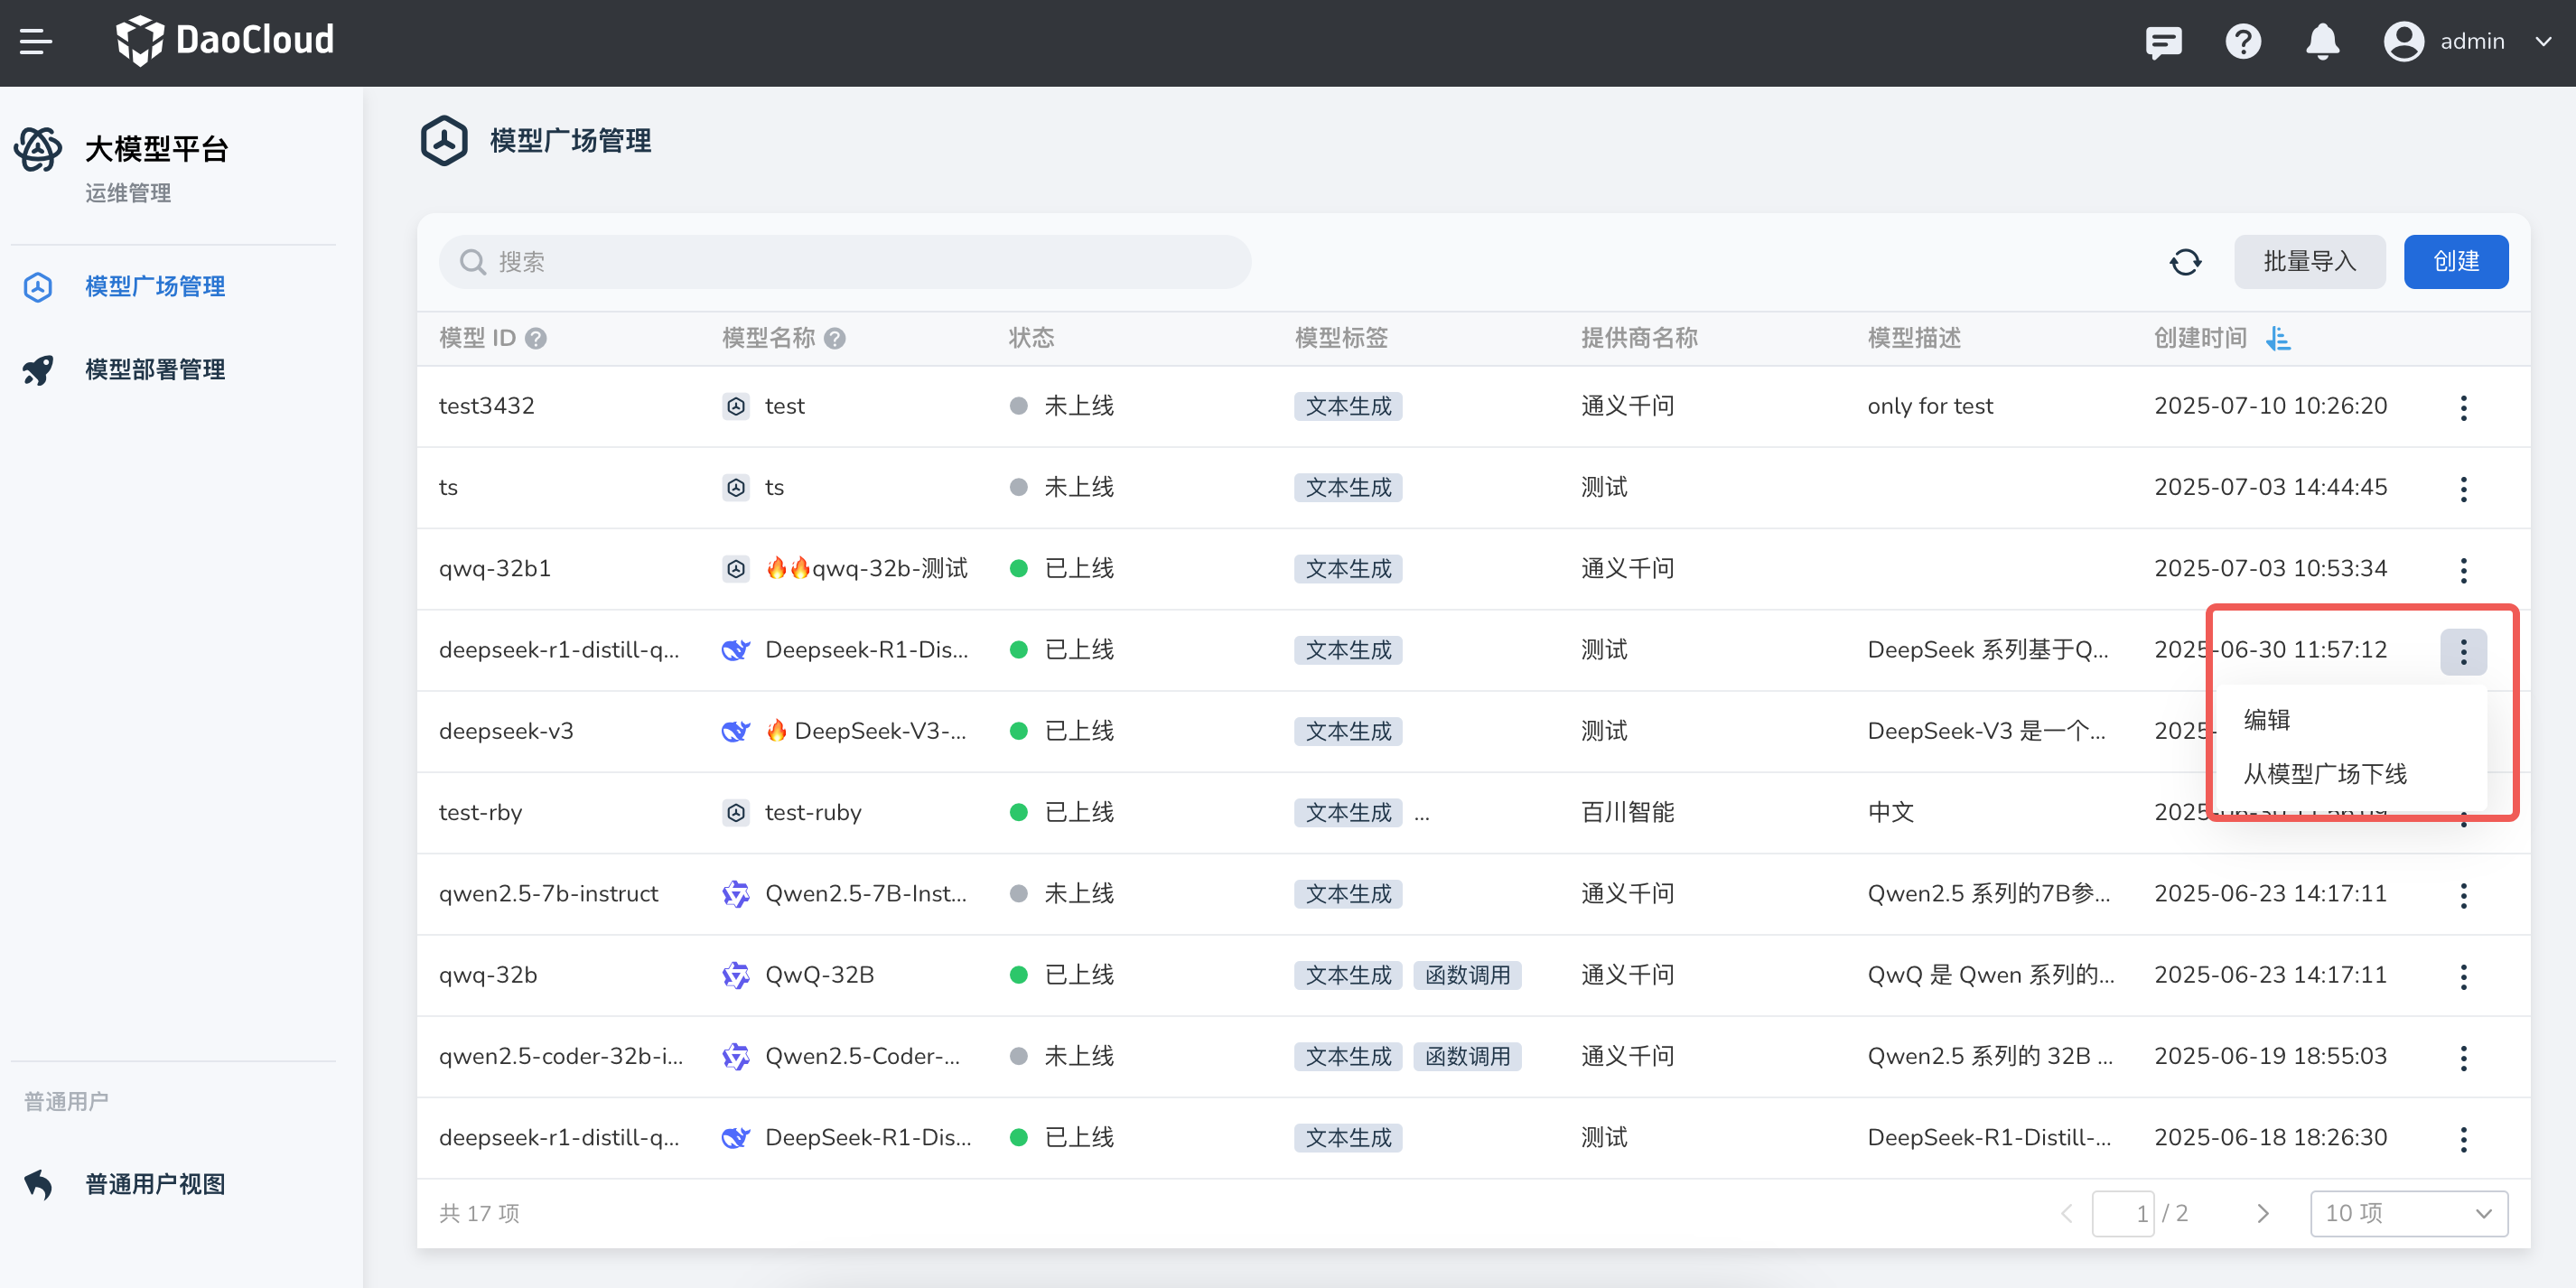 DaoCloud
admin
大模型平台
运维管理
模型广场管理
模型部署管理
普通用户
普通用户视图
模型广场管理
搜索
批量导入 创建
模型 ID 模型名称 状态 模型标签 提供商名称 模型描述 创建时间
test3432 test 未上线 文本生成 通义千问 only for test 2025-07-10 10:26:20
ts ts 未上线 文本生成 测试 2025-07-03 14:44:45
qwq-32b1 🔥🔥qwq-32b-测试 已上线 文本生成 通义千问 2025-07-03 10:53:34
deepseek-r1-distill-q... Deepseek-R1-Dis... 已上线 文本生成 测试 DeepSeek 系列基于Q... 2025-06-30 11:57:12
编辑
deepseek-v3 🔥 DeepSeek-V3-... 已上线 文本生成 测试 DeepSeek-V3 是一个... 2025-
从模型广场下线
test-rby test-ruby 已上线 文本生成 ... 百川智能 中文 2025-
qwen2.5-7b-instruct Qwen2.5-7B-Inst... 未上线 文本生成 通义千问 Qwen2.5 系列的7B参... 2025-06-23 14:17:11
qwq-32b QwQ-32B 已上线 文本生成 函数调用 通义千问 QwQ 是 Qwen 系列的... 2025-06-23 14:17:11
qwen2.5-coder-32b-i... Qwen2.5-Coder-... 未上线 文本生成 函数调用 通义千问 Qwen2.5 系列的 32B ... 2025-06-19 18:55:03
deepseek-r1-distill-q... DeepSeek-R1-Dis... 已上线 文本生成 测试 DeepSeek-R1-Distill-... 2025-06-18 18:26:30
共 17 项 1 / 2 10 项